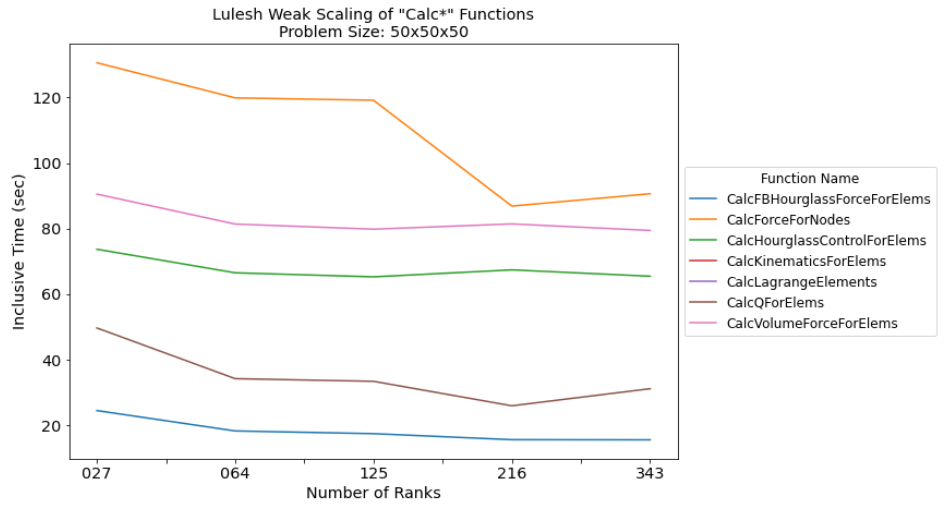 Lulesh Weak Scaling of "Calc*" Functions
Problem Size: 50x50x50
Inclusive Time (sec)
120
100
80
60
40
20
027 064 125 216 343
Number of Ranks
Function Name
CalcFBHourglassForceForElems
CalcForceForNodes
CalcHourglassControlForElems
CalcKinematicsForElems
CalcLagrangeElements
CalcQForElems
CalcVolumeForceForElems